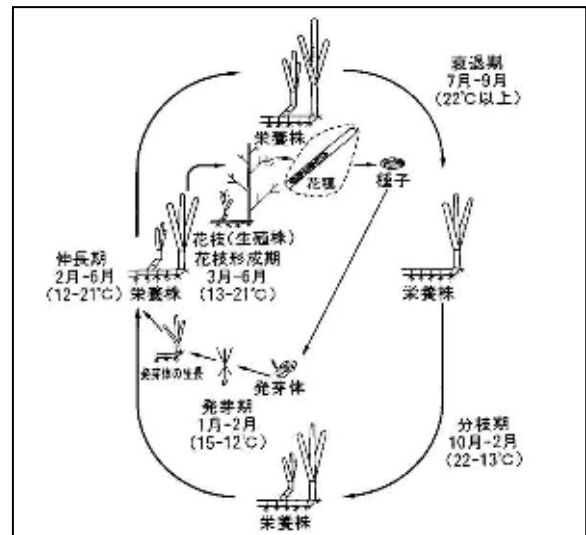 栄養株
衰退期
7月-9月
(22℃以上)
花穂
種子
花枝(生殖株)
花枝形成期
3月-6月
(13-21℃)
伸長期
2月-6月
(12-21℃)
栄養株
栄養株
発芽体の生長
発芽体
発芽期
1月-2月
(15-12℃)
分枝期
10月-2月
(22-13℃)
栄養株